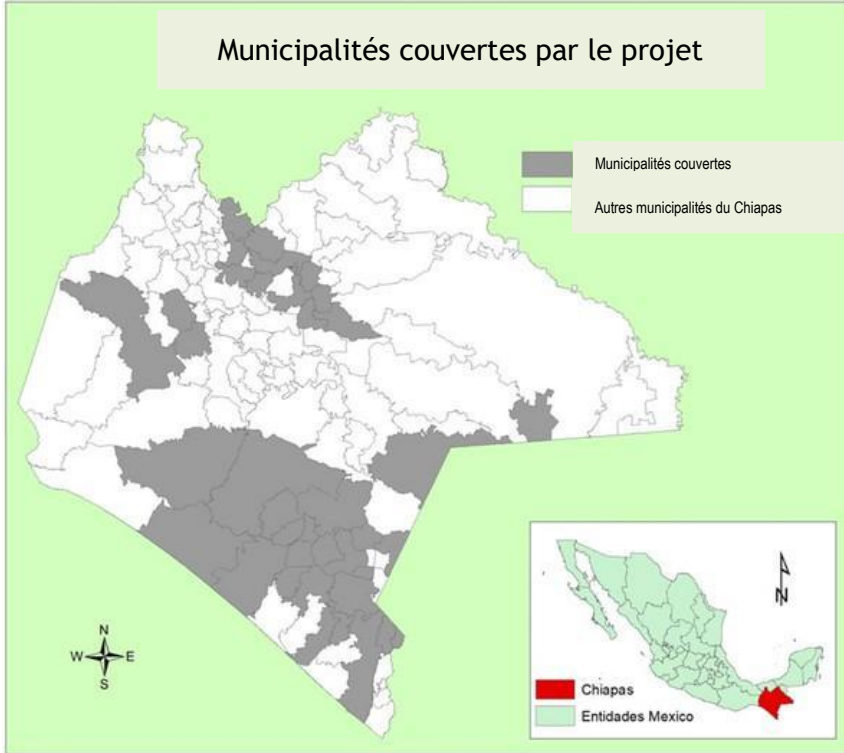 Municipalités couvertes par le projet
Municipalités couvertes
Autres municipalités du Chiapas
N
W E
S
N
Chiapas
Entidades Mexico